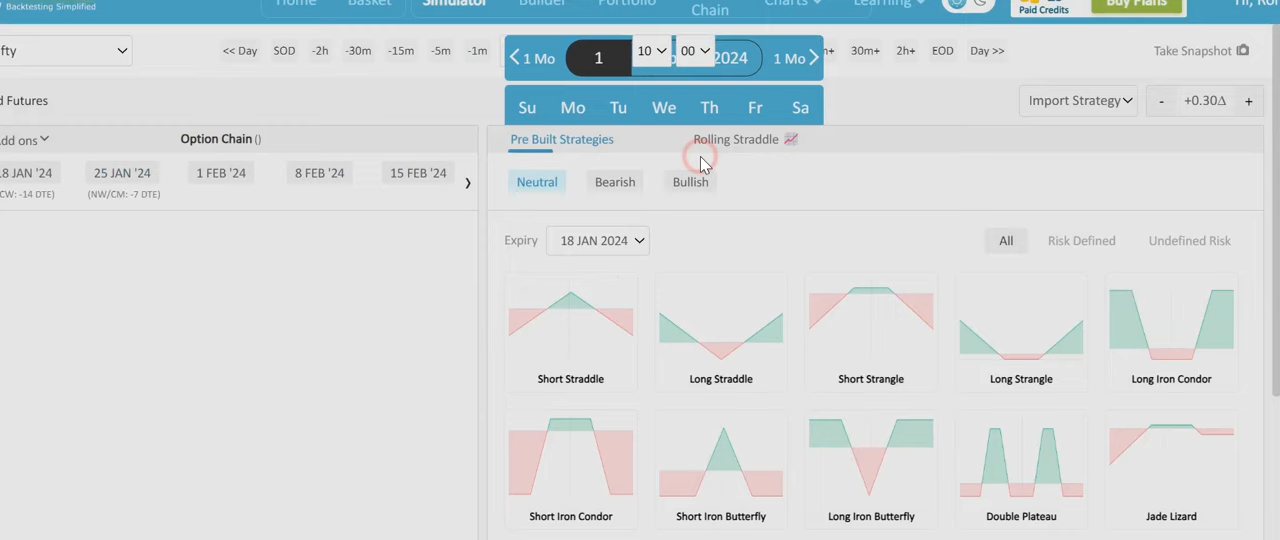 Backtesting Simplified
Home Basket Simulator Builder Portfolio Chain Charts Learning
Paid Credits Buy Plans Hi,
fty << Day SOD -2h -30m -15m -5m -1m 30m+ 2h+ EOD Day >> Take Snapshot
1 Mo 1 10 00 2024 1 Mo
d Futures Import Strategy - +0.30Δ +
Su Mo Tu We Th Fr Sa
dd ons Option Chain () Pre Built Strategies Rolling Straddle
8 JAN '24 25 JAN '24 1 FEB '24 8 FEB '24 15 FEB '24
CW: -14 DTE) (NW/CM: -7 DTE)
Neutral Bearish Bullish
Expiry 18 JAN 2024 All Risk Defined Undefined Risk
Short Straddle Long Straddle Short Strangle Long Strangle Long Iron Condor
Short Iron Condor Short Iron Butterfly Long Iron Butterfly Double Plateau Jade Lizard